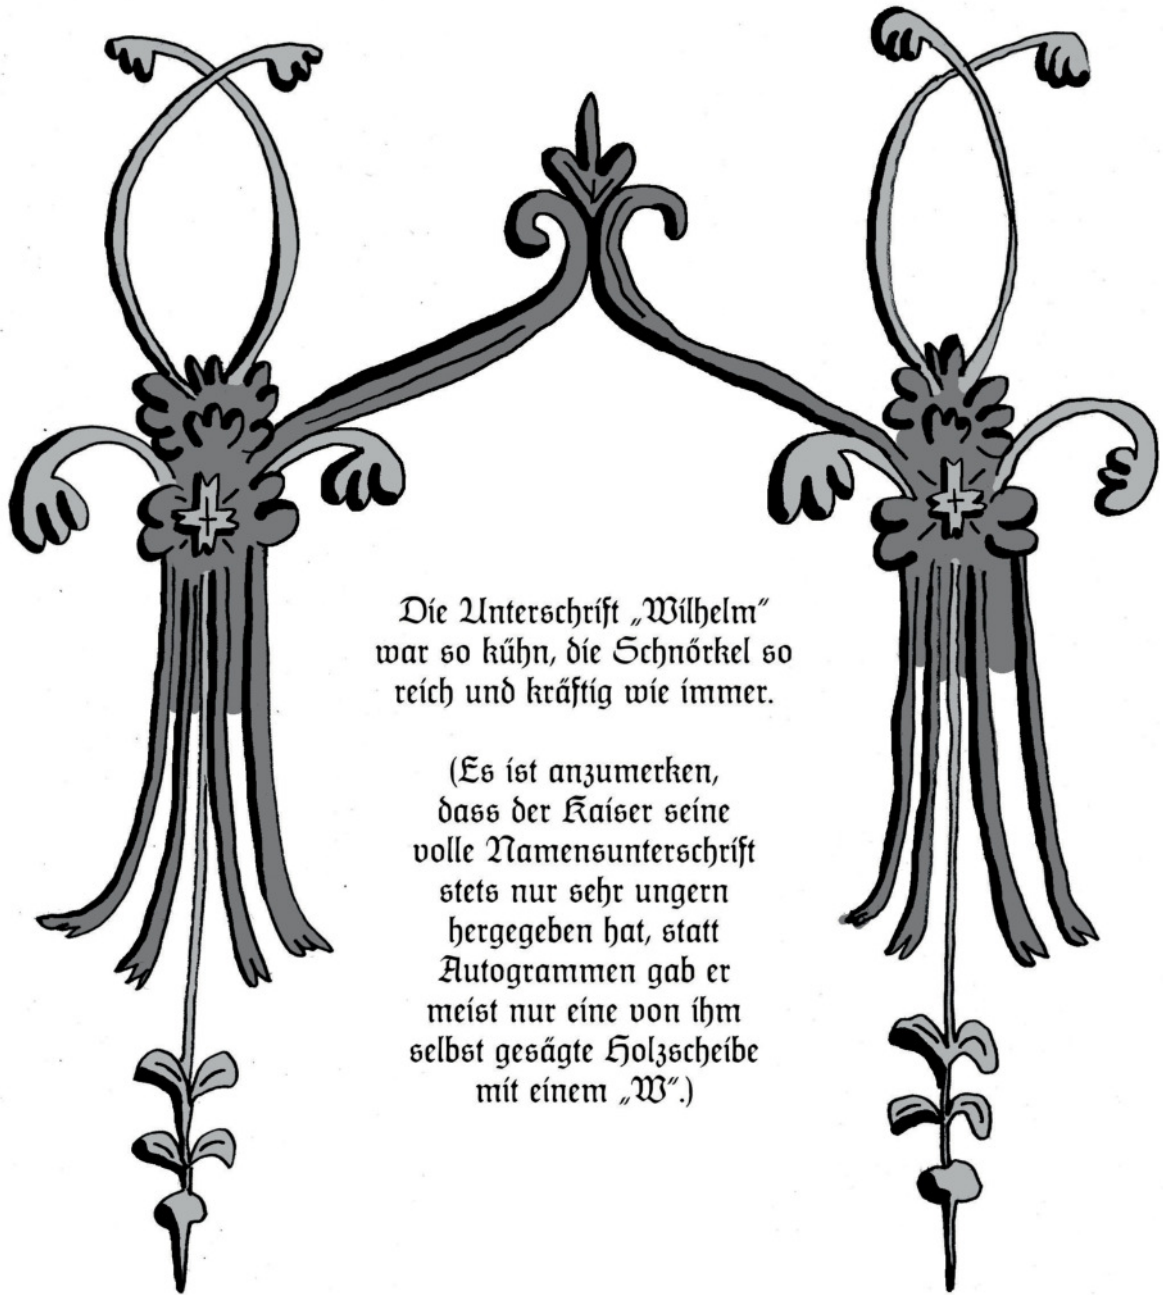 Die Unterschrift „Wilhelm“
war so kühn, die Schnörkel so
reich und kräftig wie immer.
(Es ist anzumerken,
dass der Kaiser seine
volle Namensunterschrift
stets nur sehr ungern
hergegeben hat, statt
Autogrammen gab er
meist nur eine von ihm
selbst gesägte Holzscheibe
mit einem „W“.)